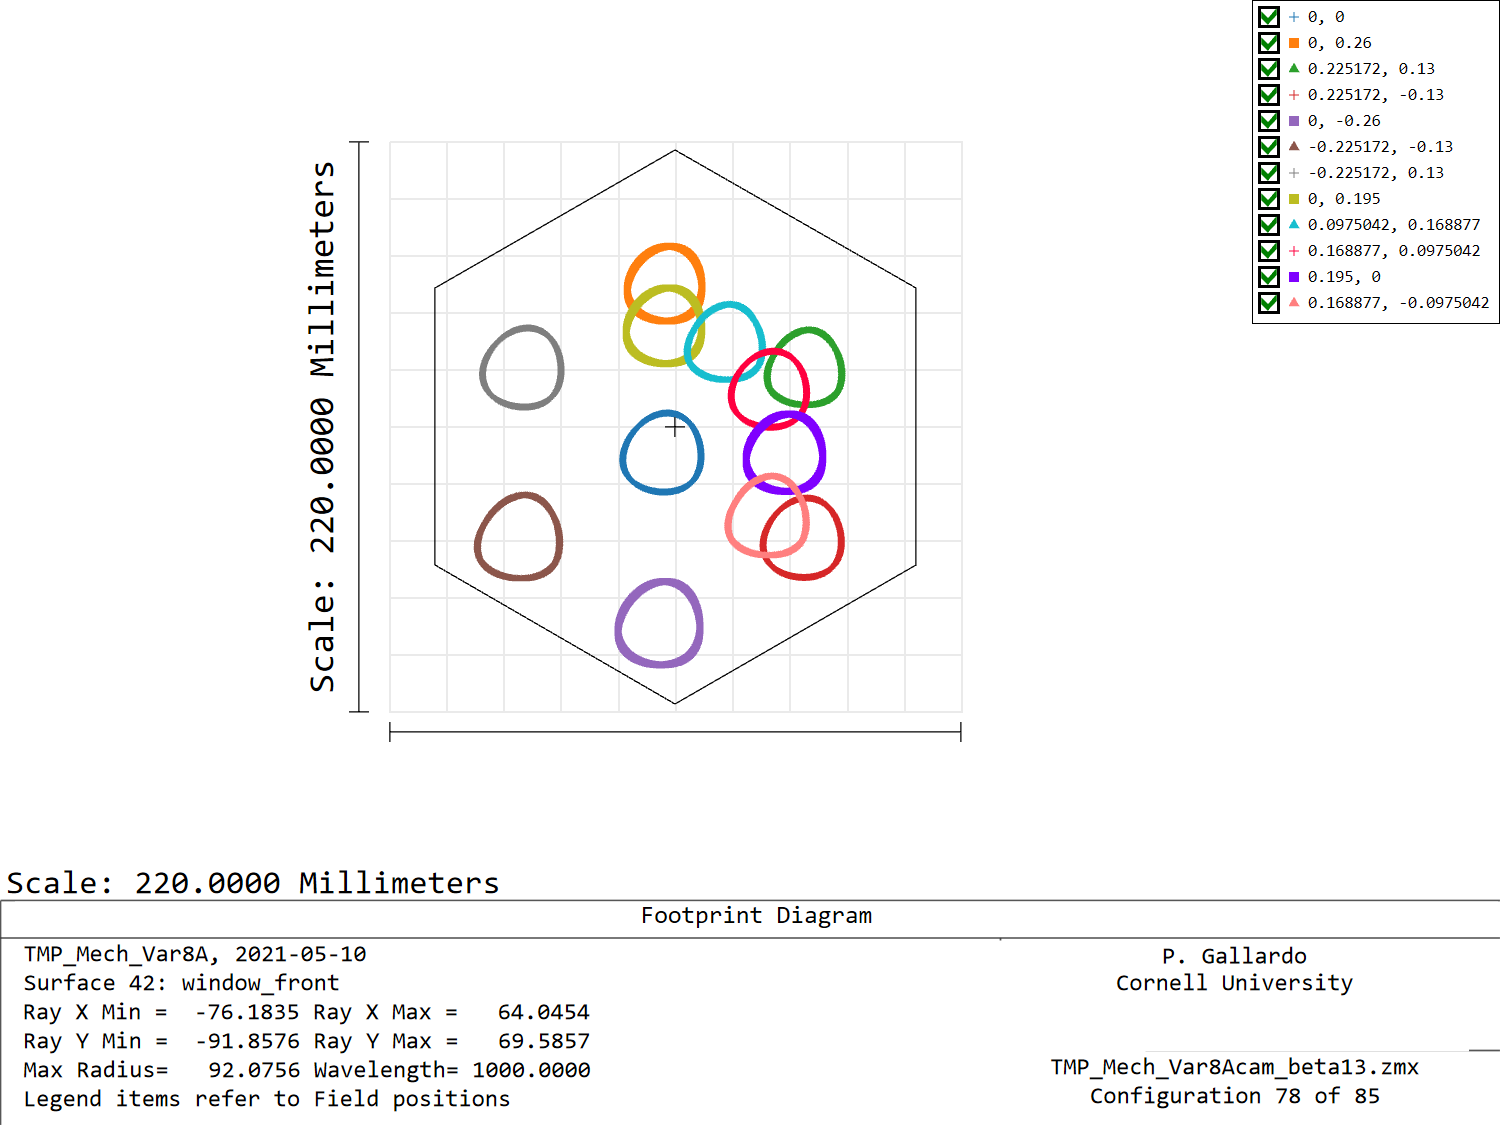 0, 0
0, 0.26
0.225172, 0.13
0.225172, -0.13
0, -0.26
-0.225172, -0.13
-0.225172, 0.13
0, 0.195
0.0975042, 0.168877
0.168877, 0.0975042
0.195, 0
0.168877, -0.0975042
Scale: 220.0000 Millimeters
Scale: 220.0000 Millimeters
Footprint Diagram
TMP_Mech_Var8A, 2021-05-10
Surface 42: window_front
Ray X Min = -76.1835 Ray X Max = 64.0454
Ray Y Min = -91.8576 Ray Y Max = 69.5857
Max Radius= 92.0756 Wavelength= 1000.0000
Legend items refer to Field positions
P. Gallardo
Cornell University
TMP_Mech_Var8Acam_beta13.zmx
Configuration 78 of 85